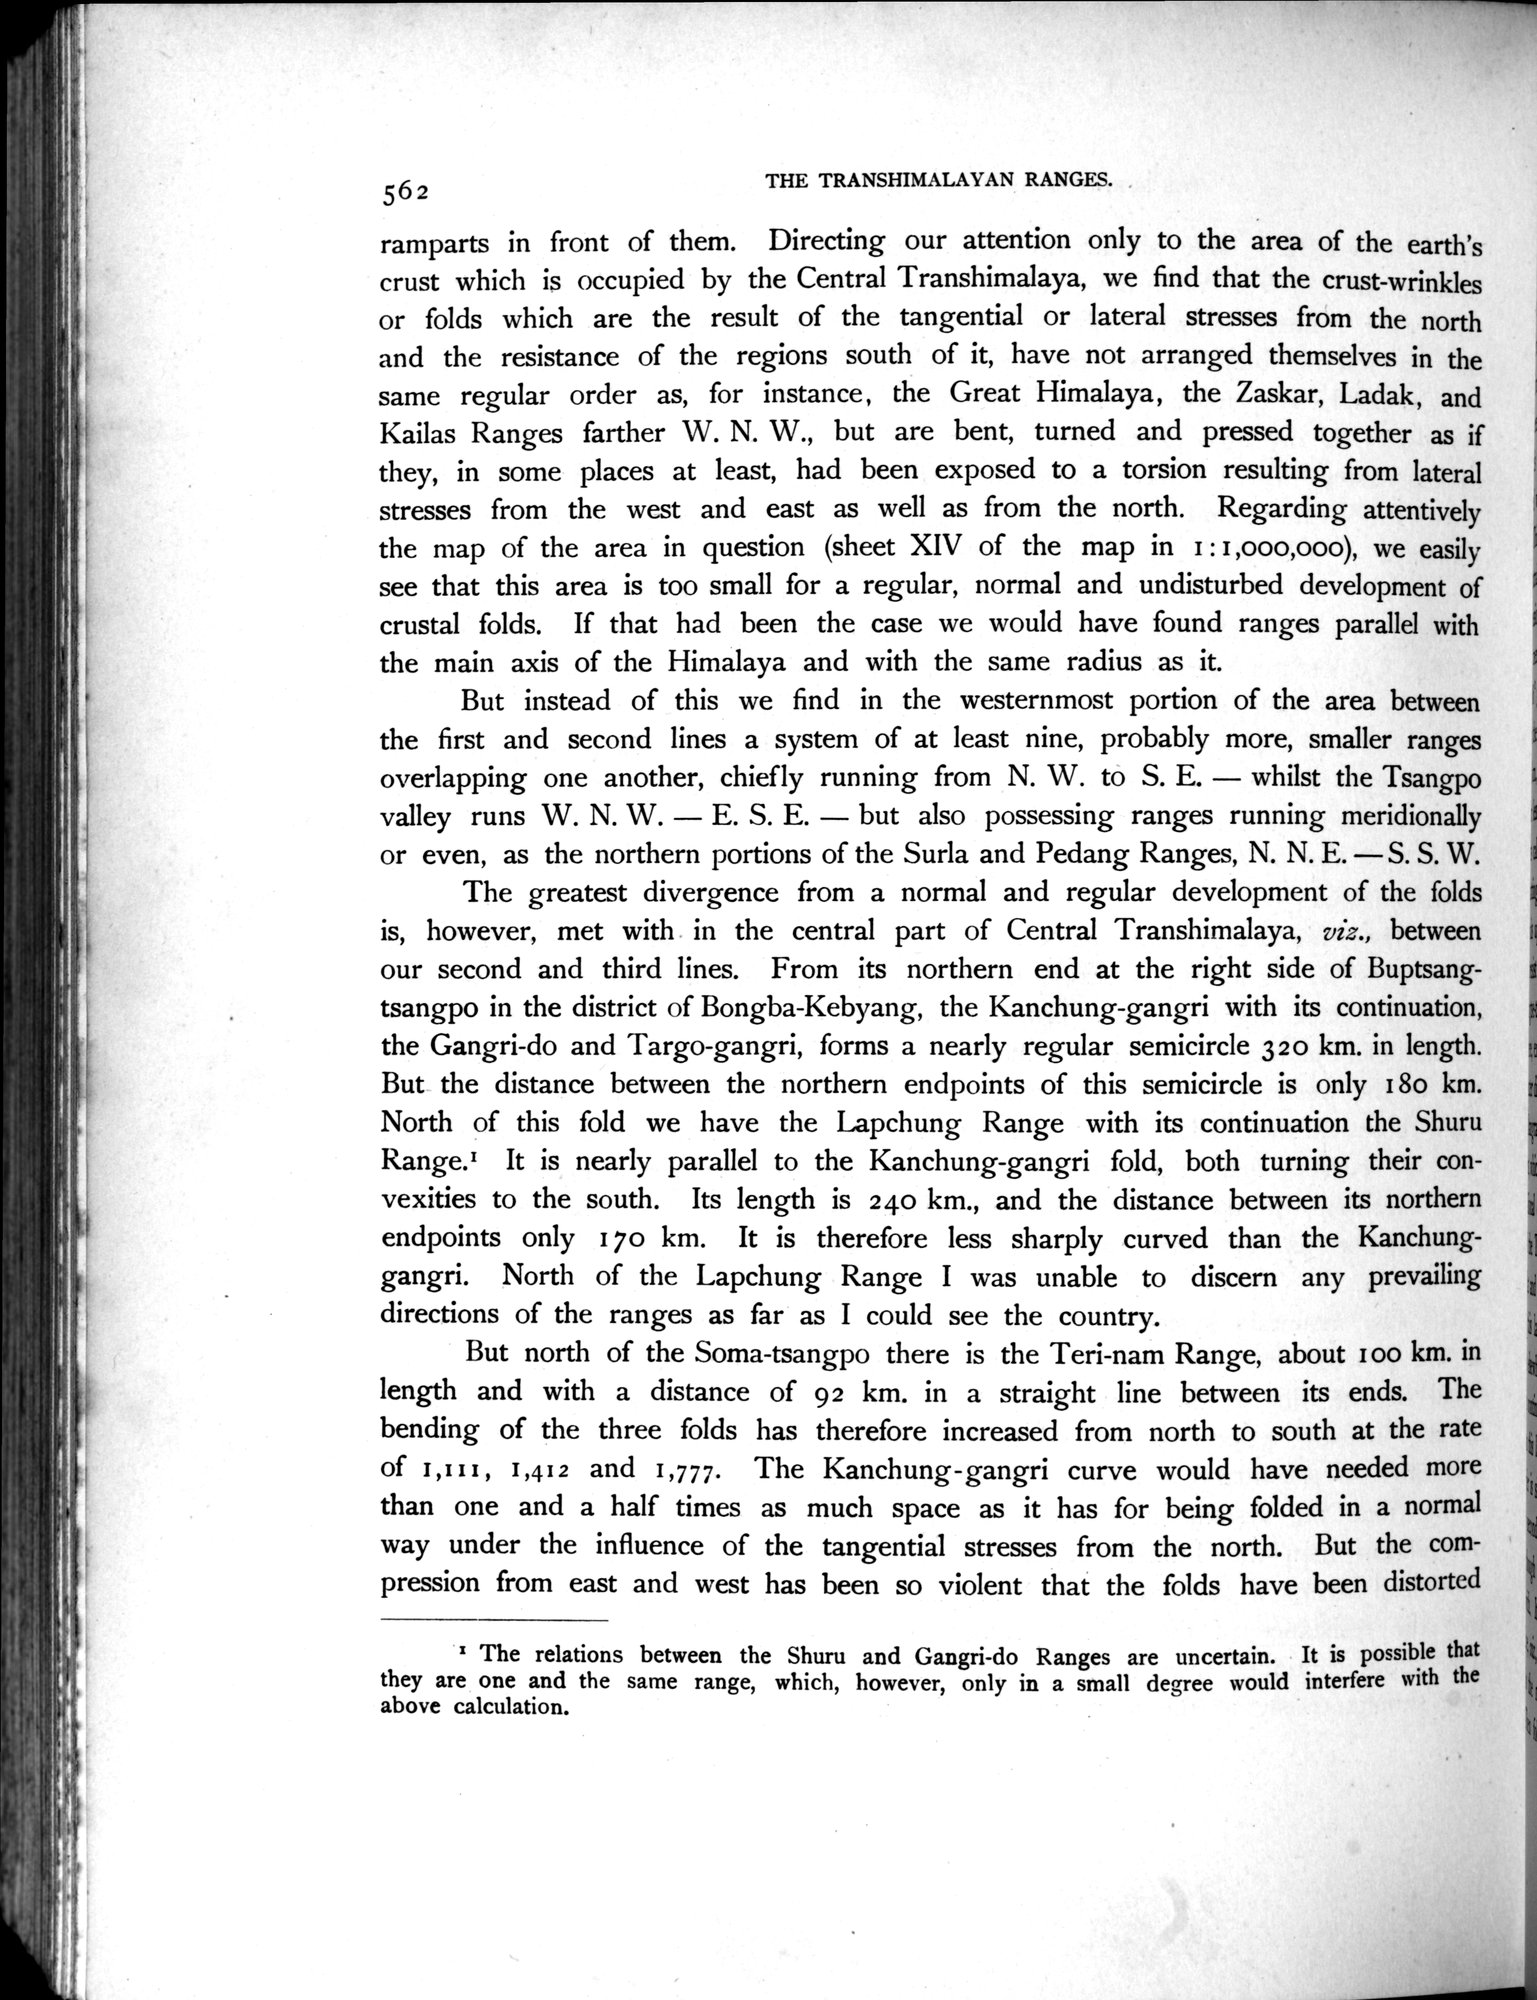 562
THE TRANSHIMALAYAN RANGES.
ramparts in front of them. Directing our attention only to the area of the earth's
crust which is occupied by the Central Transhimalaya, we find that the crust-wrinkles
or folds which are the result of the tangential or lateral stresses from the north
and the resistance of the regions south of it, have not arranged themselves in the
same regular order as, for instance, the Great Himalaya, the Zaskar, Ladak, and
Kailas Ranges farther W. N. W., but are bent, turned and pressed together as if
they, in some places at least, had been exposed to a torsion resulting from lateral
stresses from the west and east as well as from the north. Regarding attentively
the map of the area in question (sheet XIV of the map in 1:1,000,000), we easily
see that this area is too small for a regular, normal and undisturbed development of
crustal folds. If that had been the case we would have found ranges parallel with
the main axis of the Himalaya and with the same radius as it.
But instead of this we find in the westernmost portion of the area between
the first and second lines a system of at least nine, probably more, smaller ranges
overlapping one another, chiefly running from N. W. to S. E. — whilst the Tsangpo
valley runs W. N. W. — E. S. E. — but also possessing ranges running meridionally
or even, as the northern portions of the Surla and Pedang Ranges, N. N. E. — S. S. W.
The greatest divergence from a normal and regular development of the folds
is, however, met with in the central part of Central Transhimalaya, viz., between
our second and third lines. From its northern end at the right side of Buptsang-
tsangpo in the district of Bongba-Kebyang, the Kanchung-gangri with its continuation,
the Gangri-do and Targo-gangri, forms a nearly regular semicircle 320 km. in length.
But the distance between the northern endpoints of this semicircle is only 180 km.
North of this fold we have the Lapchung Range with its continuation the Shuru
Range.¹ It is nearly parallel to the Kanchung-gangri fold, both turning their con-
vexities to the south. Its length is 240 km., and the distance between its northern
endpoints only 170 km. It is therefore less sharply curved than the Kanchung-
gangri. North of the Lapchung Range I was unable to discern any prevailing
directions of the ranges as far as I could see the country.
But north of the Soma-tsangpo there is the Teri-nam Range, about 100 km. in
length and with a distance of 92 km. in a straight line between its ends. The
bending of the three folds has therefore increased from north to south at the rate
of 1,111, 1,412 and 1,777. The Kanchung-gangri curve would have needed more
than one and a half times as much space as it has for being folded in a normal
way under the influence of the tangential stresses from the north. But the com-
pression from east and west has been so violent that the folds have been distorted
¹ The relations between the Shuru and Gangri-do Ranges are uncertain. It is possible that
they are one and the same range, which, however, only in a small degree would interfere with the
above calculation.